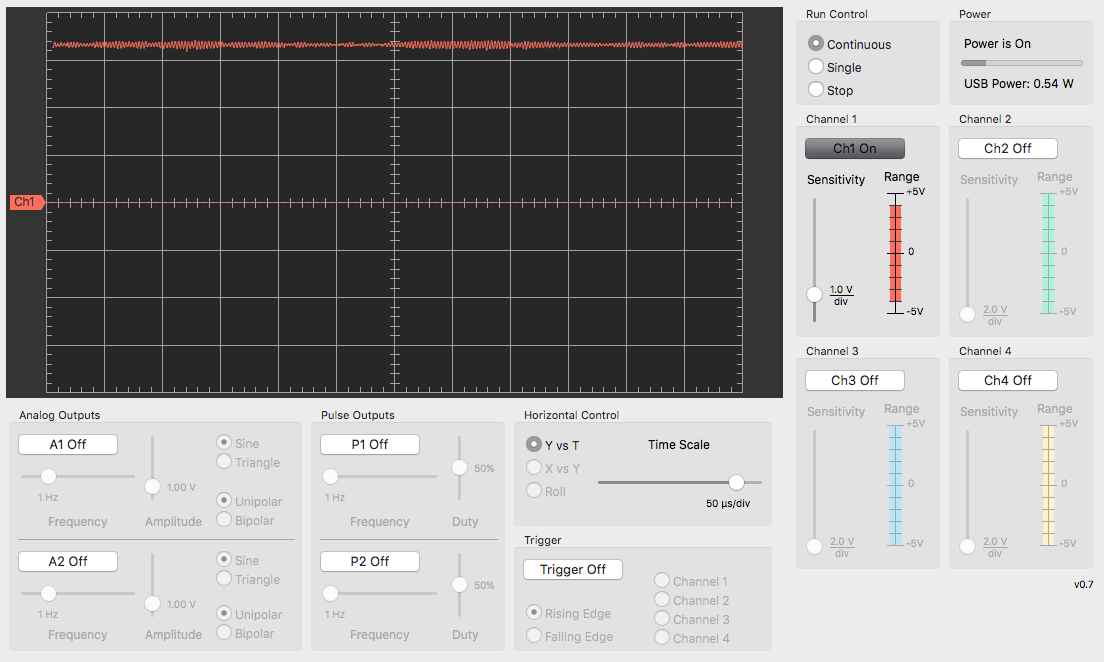 Run Control
Power
Continuous
Single
Stop
Power is On
USB Power: 0.54 W
Ch1
Channel 1
Ch1 On
Sensitivity
Range
+5V
0
-5V
1.0 V
div
Channel 2
Ch2 Off
Sensitivity
Range
+5V
0
-5V
2.0 V
div
Channel 3
Ch3 Off
Sensitivity
Range
+5V
0
-5V
2.0 V
div
Channel 4
Ch4 Off
Sensitivity
Range
+5V
0
-5V
2.0 V
div
Analog Outputs
A1 Off
1 Hz
Frequency
1.00 V
Amplitude
Sine
Triangle
Unipolar
Bipolar
A2 Off
1 Hz
Frequency
1.00 V
Amplitude
Sine
Triangle
Unipolar
Bipolar
Pulse Outputs
P1 Off
1 Hz
Frequency
50%
Duty
P2 Off
1 Hz
Frequency
50%
Duty
Horizontal Control
Y vs T
X vs Y
Roll
Time Scale
50 µs/div
Trigger
Trigger Off
Rising Edge
Falling Edge
Channel 1
Channel 2
Channel 3
Channel 4
v0.7